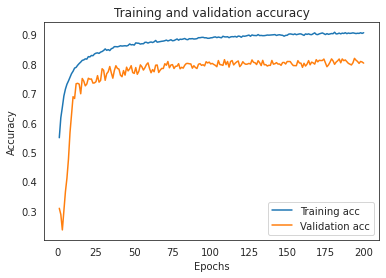 Training and validation accuracy
Accuracy
0.9
0.8
0.7
0.6
0.5
0.4
0.3
0 25 50 75 100 125 150 175 200
Epochs
Training acc
Validation acc